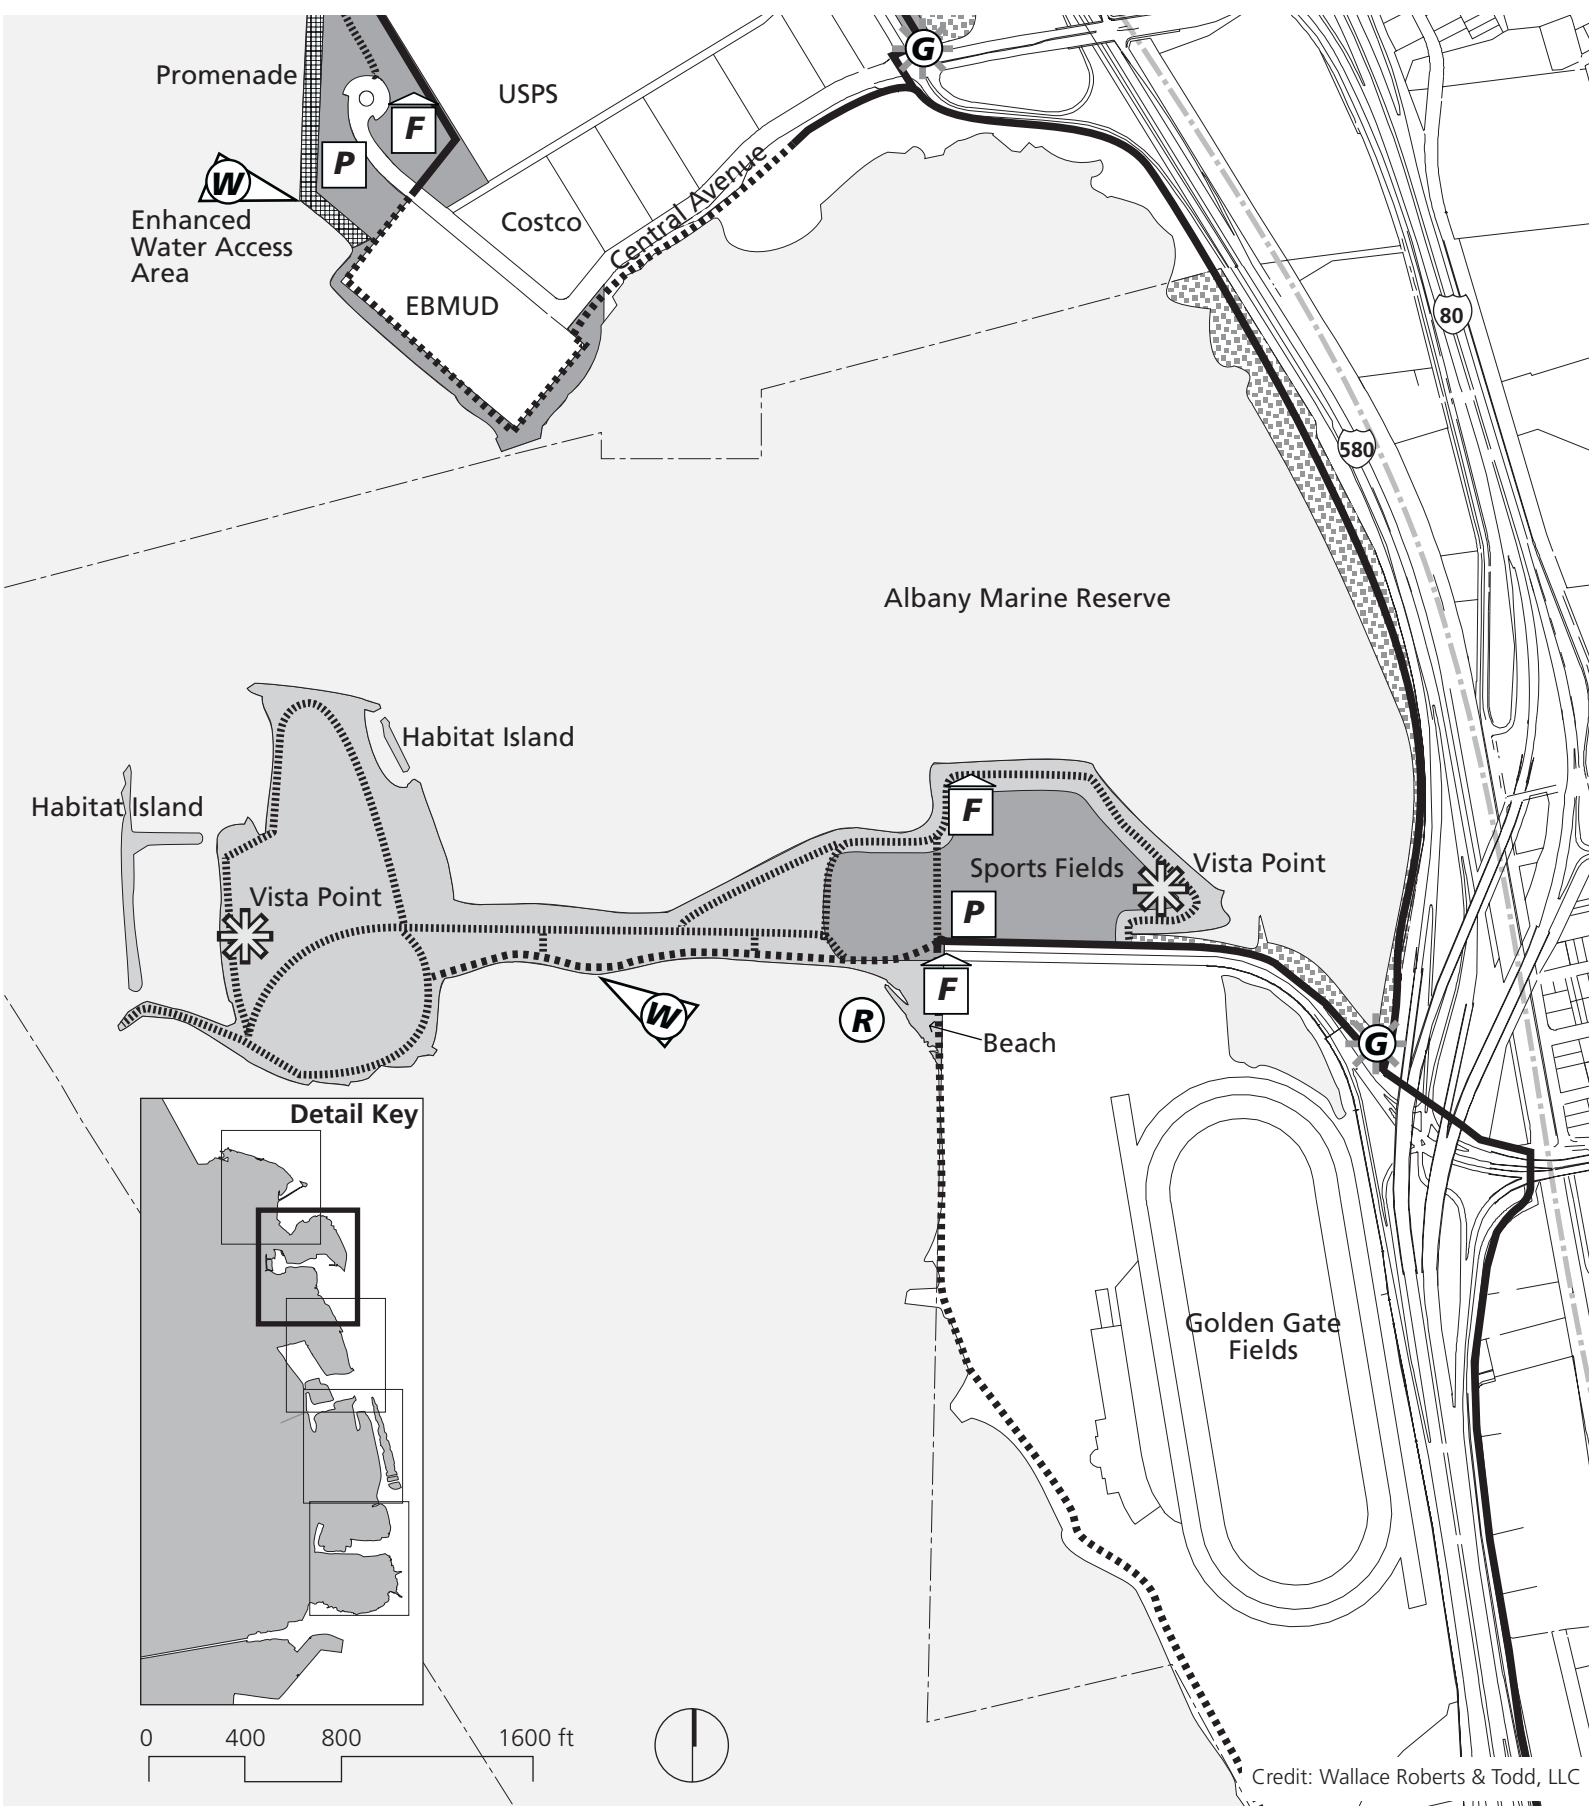 G
Promenade
USPS
F
P
W
Enhanced
Water Access
Area
Costco
Central Avenue
EBMUD
80
580
Albany Marine Reserve
Habitat Island
Habitat Island
F
Sports Fields
Vista Point
Vista Point
P
F
W
R
Beach
G
Detail Key
Golden Gate
Fields
0 400 800 1600 ft
Credit: Wallace Roberts & Todd, LLC